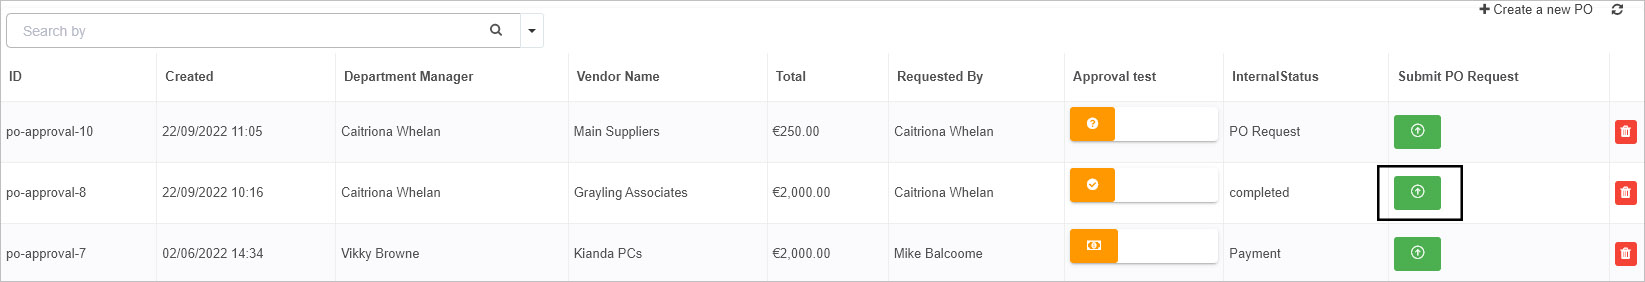 Create a new PO
Search by
ID Created Department Manager Vendor Name Total Requested By Approval test InternalStatus Submit PO Request
po-approval-10 22/09/2022 11:05 Caitriona Whelan Main Suppliers €250.00 Caitriona Whelan PO Request
po-approval-8 22/09/2022 10:16 Caitriona Whelan Grayling Associates €2,000.00 Caitriona Whelan completed
po-approval-7 02/06/2022 14:34 Vikky Browne Kianda PCs €2,000.00 Mike Balcoome Payment